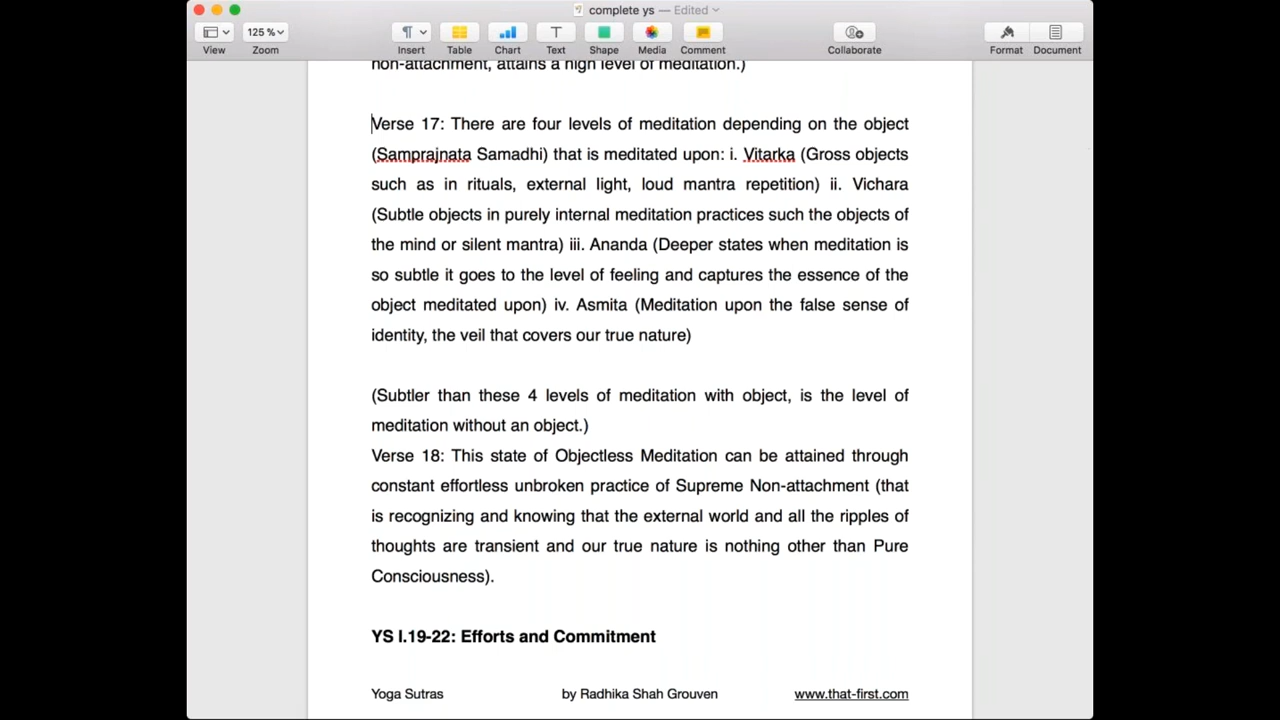 complete ys — Edited
125 %
View
Zoom
Insert
Table
Chart
Text
Shape
Media
Comment
Collaborate
Format
Document
non-attachment, attains a high level of meditation.)
Verse 17: There are four levels of meditation depending on the object
(Samprajnata Samadhi) that is meditated upon: i. Vitarka (Gross objects
such as in rituals, external light, loud mantra repetition) ii. Vichara
(Subtle objects in purely internal meditation practices such the objects of
the mind or silent mantra) iii. Ananda (Deeper states when meditation is
so subtle it goes to the level of feeling and captures the essence of the
object meditated upon) iv. Asmita (Meditation upon the false sense of
identity, the veil that covers our true nature)
(Subtler than these 4 levels of meditation with object, is the level of
meditation without an object.)
Verse 18: This state of Objectless Meditation can be attained through
constant effortless unbroken practice of Supreme Non-attachment (that
is recognizing and knowing that the external world and all the ripples of
thoughts are transient and our true nature is nothing other than Pure
Consciousness).
YS I.19-22: Efforts and Commitment
Yoga Sutras by Radhika Shah Grouven www.that-first.com